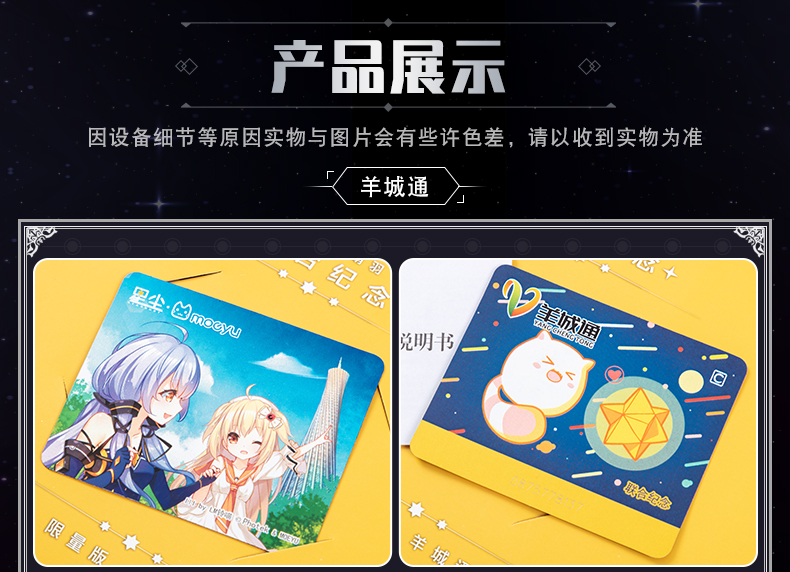 产品展示
因设备细节等原因实物与图片会有些许色差，请以收到实物为准
羊城通
念
纪念
星尘·moeyu
限量版
念
说明书
羊城通
YANG CHENG TONG
C
联合纪念
羊城通